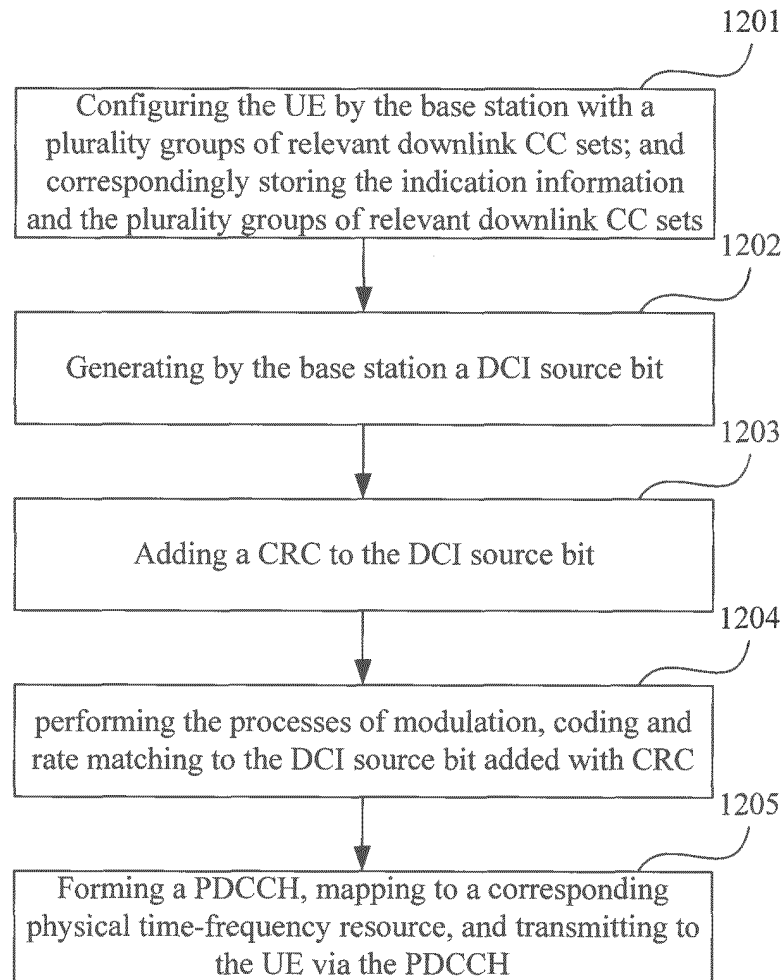 1201
Configuring the UE by the base station with a
plurality groups of relevant downlink CC sets; and
correspondingly storing the indication information
and the plurality groups of relevant downlink CC sets
1202
Generating by the base station a DCI source bit
1203
Adding a CRC to the DCI source bit
1204
performing the processes of modulation, coding and
rate matching to the DCI source bit added with CRC
1205
Forming a PDCCH, mapping to a corresponding
physical time-frequency resource, and transmitting to
the UE via the PDCCH